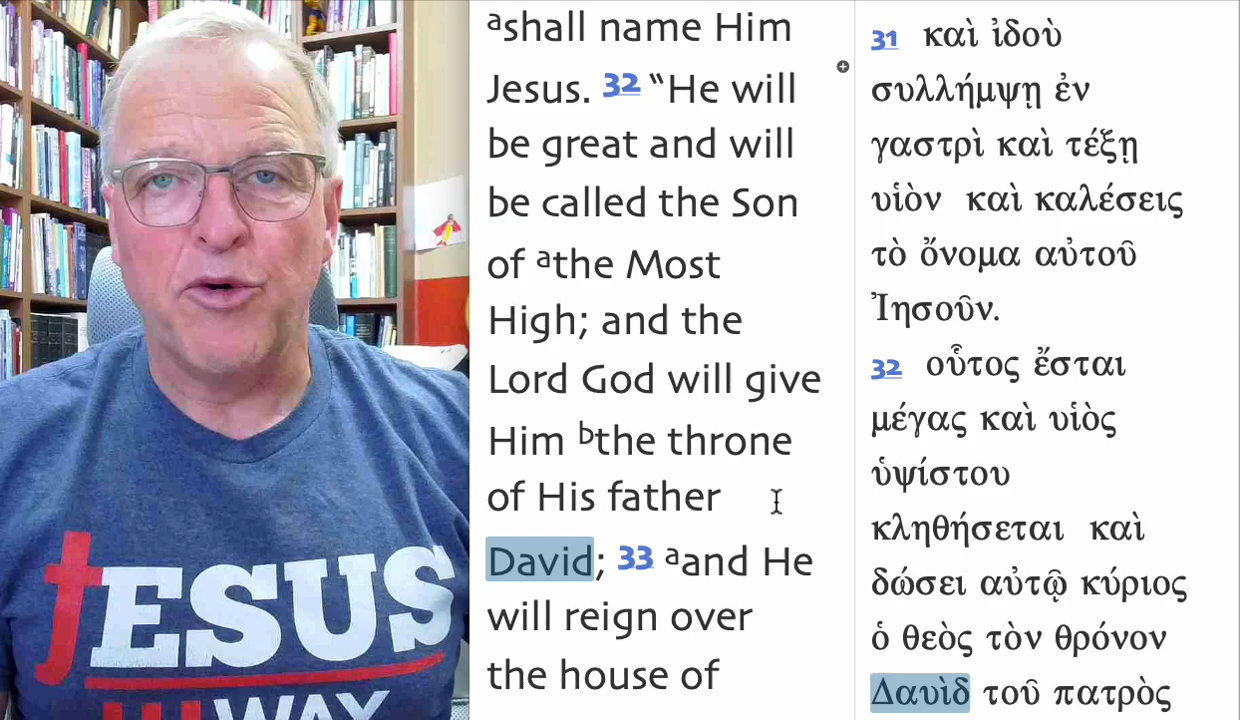 JESUS
WAY
ᵃshall name Him
Jesus. 32 “He will
be great and will
be called the Son
of ᵃthe Most
High; and the
Lord God will give
Him ᵇthe throne
of His father
David; 33 ᵃand He
will reign over
the house of
31 καὶ ἰδοὺ
συλλήμψῃ ἐν
γαστρὶ καὶ τέξῃ
υἱὸν καὶ καλέσεις
τὸ ὄνομα αὐτοῦ
Ἰησοῦν.
32 οὗτος ἔσται
μέγας καὶ υἱὸς
ὑψίστου
κληθήσεται καὶ
δώσει αὐτῷ κύριος
ὁ θεὸς τὸν θρόνον
Δαυὶδ τοῦ πατρὸς